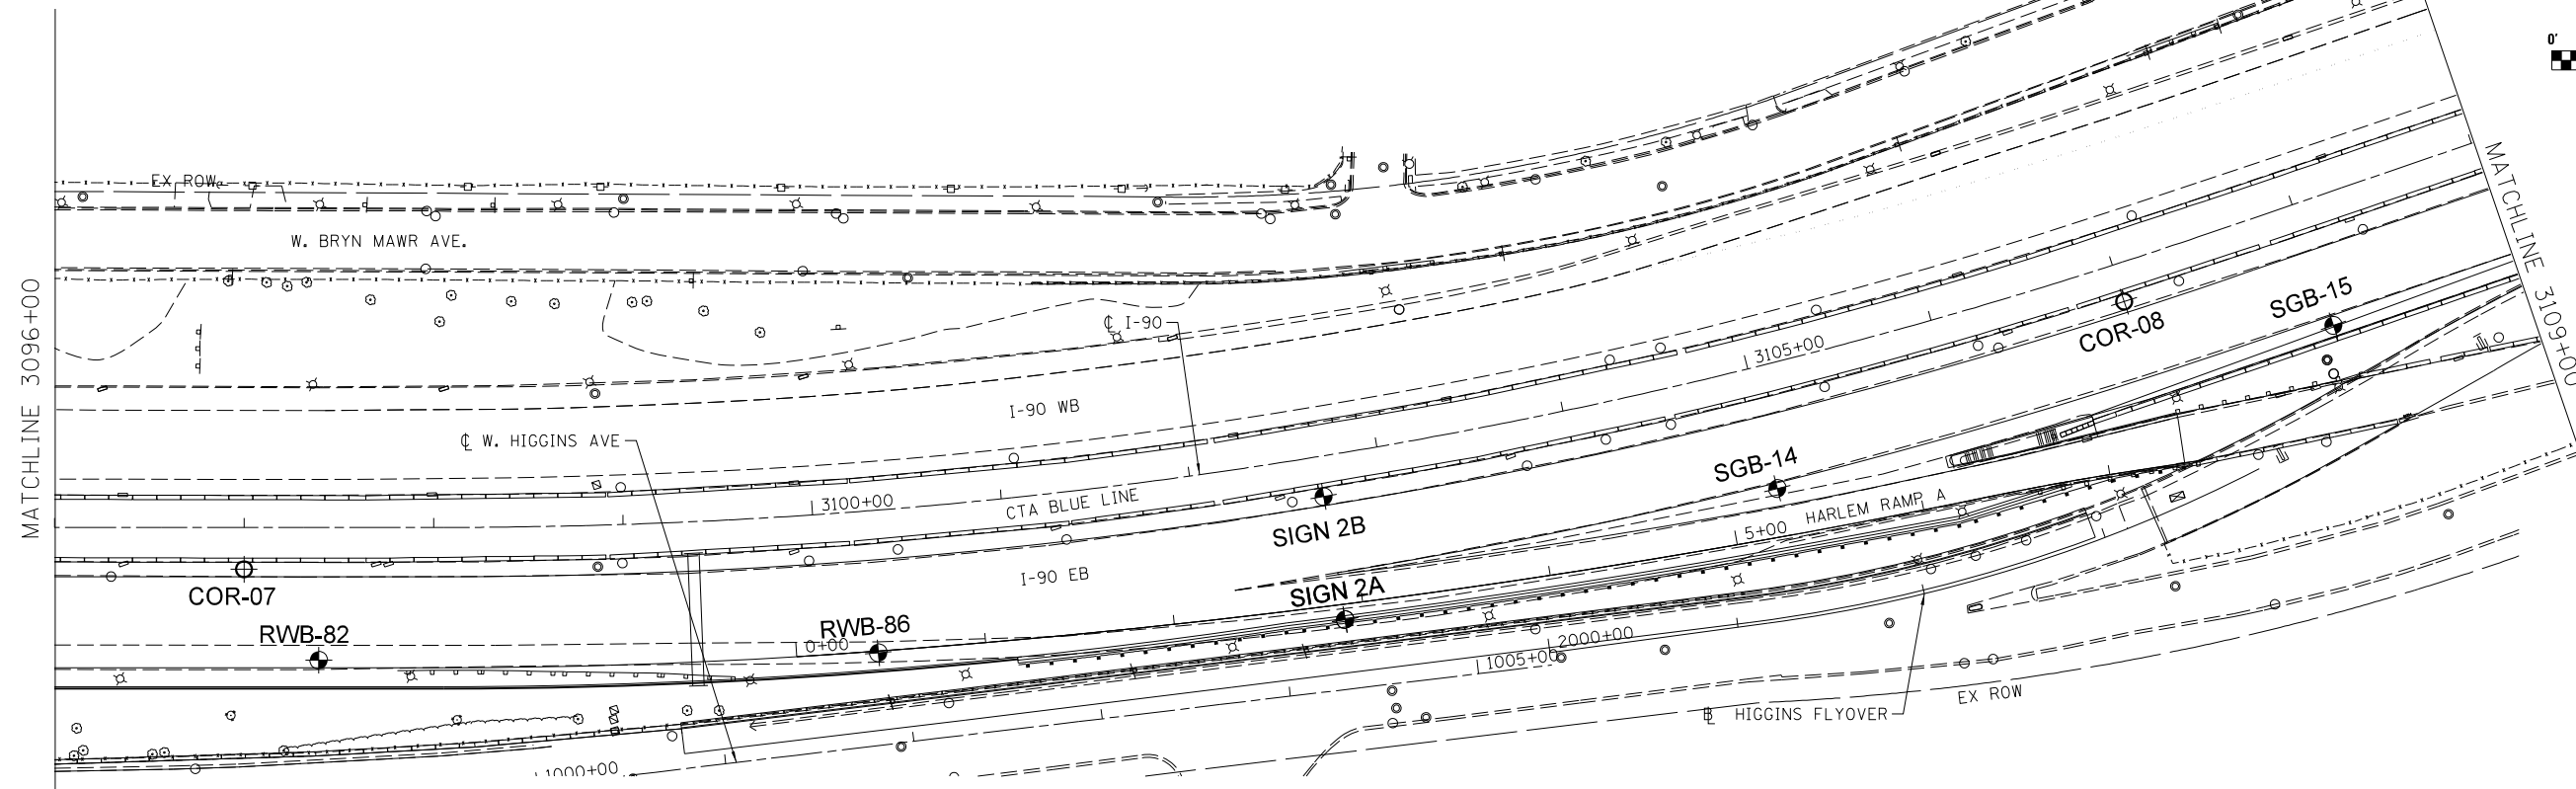 0'
EX ROW
W. BRYN MAWR AVE.
MATCHLINE 3096+00
MATCHLINE 3109+00
℄ I-90
3105+00
COR-08
SGB-15
I-90 WB
℄ W. HIGGINS AVE
3100+00
CTA BLUE LINE
SIGN 2B
SGB-14
HARLEM RAMP A
5+00
I-90 EB
COR-07
SIGN 2A
RWB-82
RWB-86
0+00
2000+00
1005+00
EX ROW
HIGGINS FLYOVER
1000+00